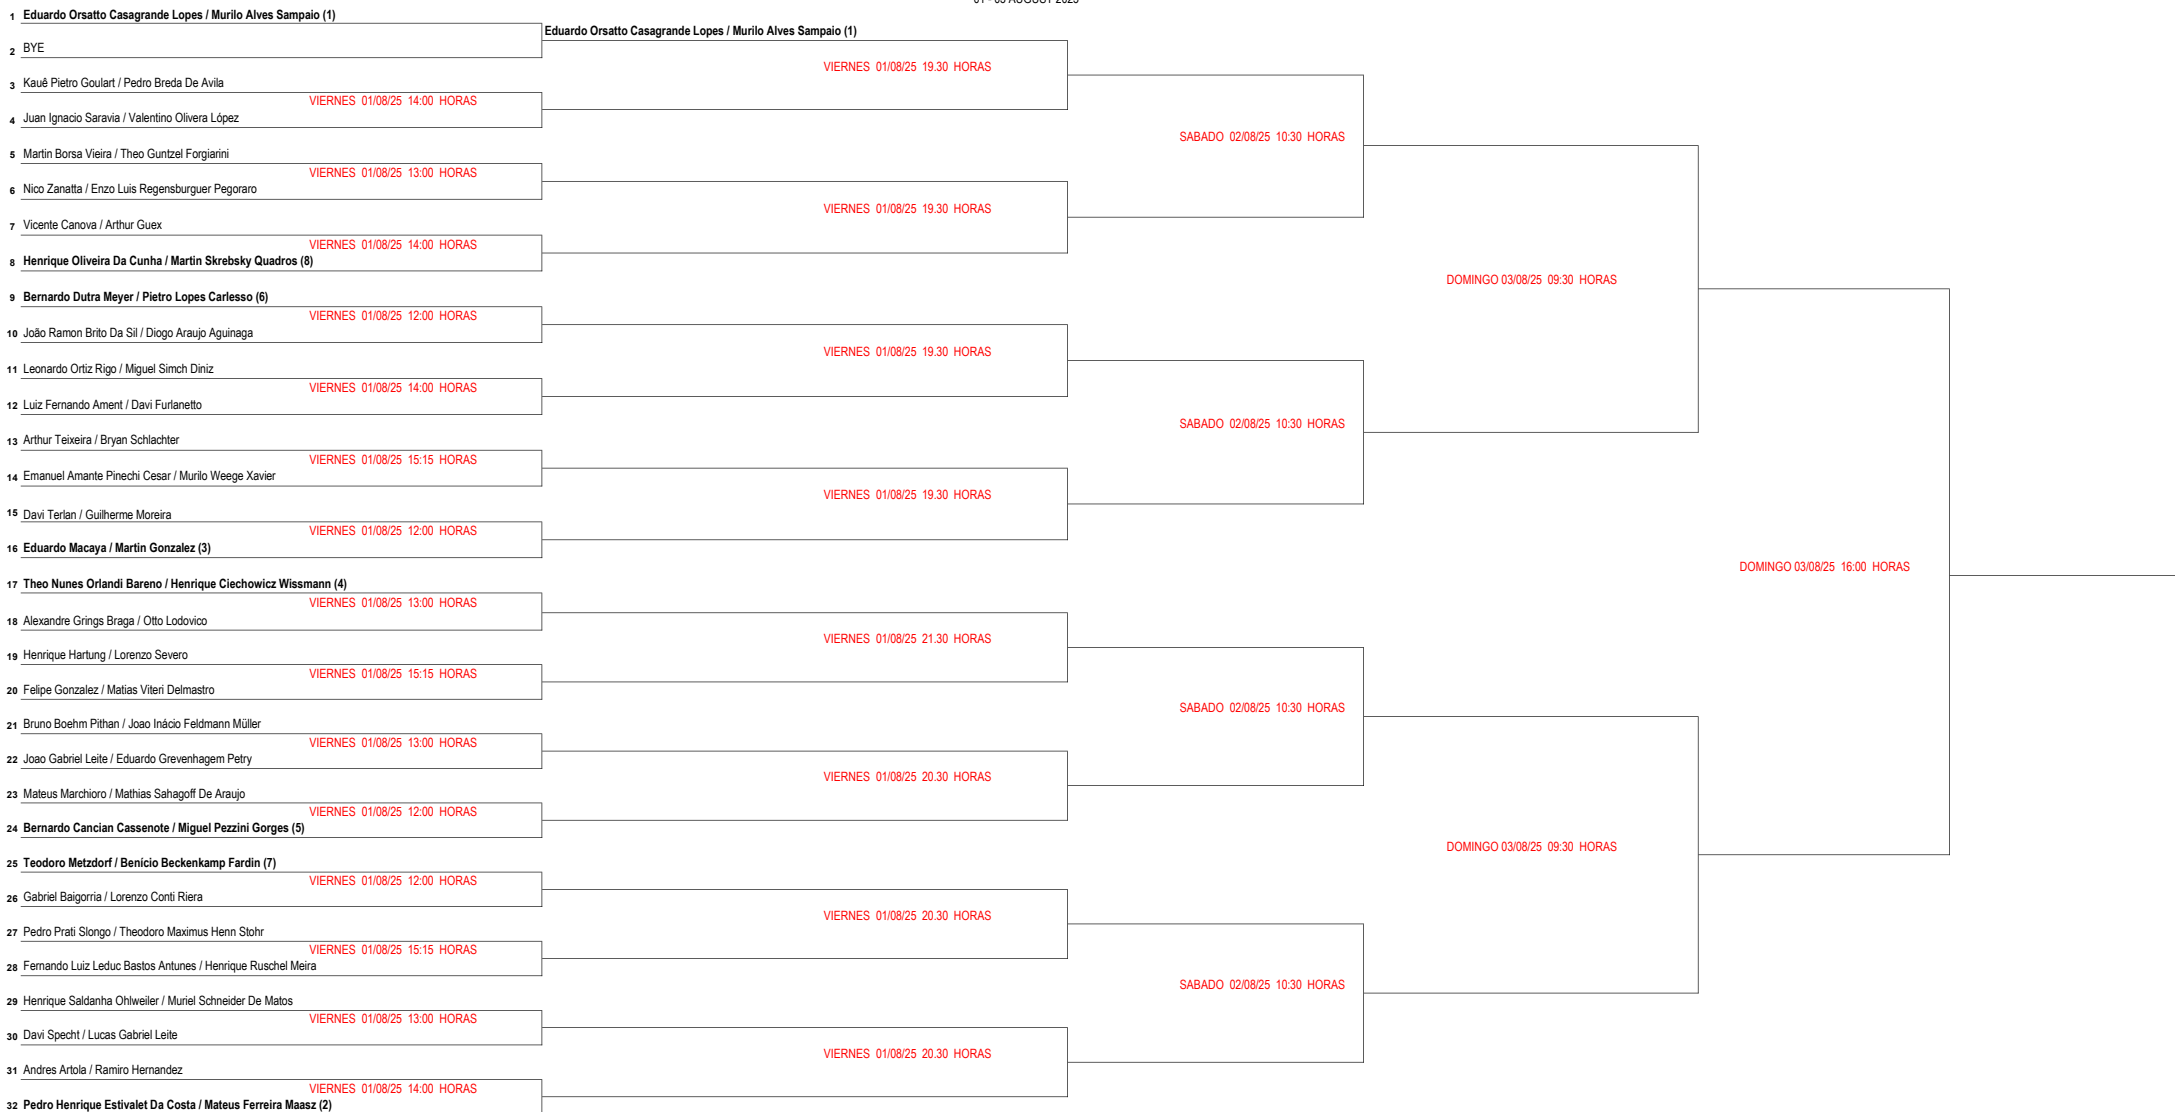 1 Eduardo Orsatto Casagrande Lopes / Murilo Alves Sampaio (1)
Eduardo Orsatto Casagrande Lopes / Murilo Alves Sampaio (1)
2 BYE
VIERNES 01/08/25 19.30 HORAS
3 Kauê Pietro Goulart / Pedro Breda De Avila
VIERNES 01/08/25 14:00 HORAS
4 Juan Ignacio Saravia / Valentino Olivera López
SABADO 02/08/25 10:30 HORAS
5 Martin Borsa Vieira / Theo Guntzel Forgiarini
VIERNES 01/08/25 13:00 HORAS
6 Nico Zanatta / Enzo Luis Regensburguer Pegoraro
VIERNES 01/08/25 19.30 HORAS
7 Vicente Canova / Arthur Guex
VIERNES 01/08/25 14:00 HORAS
8 Henrique Oliveira Da Cunha / Martin Skrebsky Quadros (8)
DOMINGO 03/08/25 09:30 HORAS
9 Bernardo Dutra Meyer / Pietro Lopes Carlesso (6)
VIERNES 01/08/25 12:00 HORAS
10 João Ramon Brito Da Sil / Diogo Araujo Aguinaga
VIERNES 01/08/25 19.30 HORAS
11 Leonardo Ortiz Rigo / Miguel Simch Diniz
VIERNES 01/08/25 14:00 HORAS
12 Luiz Fernando Ament / Davi Furlanetto
SABADO 02/08/25 10:30 HORAS
13 Arthur Teixeira / Bryan Schlachter
VIERNES 01/08/25 15:15 HORAS
14 Emanuel Amante Pinechi Cesar / Murilo Weege Xavier
VIERNES 01/08/25 19.30 HORAS
15 Davi Terlan / Guilherme Moreira
VIERNES 01/08/25 12:00 HORAS
16 Eduardo Macaya / Martin Gonzalez (3)
DOMINGO 03/08/25 16:00 HORAS
17 Theo Nunes Orlandi Bareno / Henrique Ciechowicz Wissmann (4)
VIERNES 01/08/25 13:00 HORAS
18 Alexandre Grings Braga / Otto Lodovico
VIERNES 01/08/25 21.30 HORAS
19 Henrique Hartung / Lorenzo Severo
VIERNES 01/08/25 15:15 HORAS
20 Felipe Gonzalez / Matias Viteri Delmastro
SABADO 02/08/25 10:30 HORAS
21 Bruno Boehm Pithan / Joao Inácio Feldmann Müller
VIERNES 01/08/25 13:00 HORAS
22 Joao Gabriel Leite / Eduardo Grevenhagem Petry
VIERNES 01/08/25 20.30 HORAS
23 Mateus Marchioro / Mathias Sahagoff De Araujo
VIERNES 01/08/25 12:00 HORAS
24 Bernardo Cancian Cassenote / Miguel Pezzini Gorges (5)
DOMINGO 03/08/25 09:30 HORAS
25 Teodoro Metzdorf / Benício Beckenkamp Fardin (7)
VIERNES 01/08/25 12:00 HORAS
26 Gabriel Baigorria / Lorenzo Conti Riera
VIERNES 01/08/25 20.30 HORAS
27 Pedro Prati Slongo / Theodoro Maximus Henn Stohr
VIERNES 01/08/25 15:15 HORAS
28 Fernando Luiz Leduc Bastos Antunes / Henrique Ruschel Meira
SABADO 02/08/25 10:30 HORAS
29 Henrique Saldanha Ohlweiler / Muriel Schneider De Matos
VIERNES 01/08/25 13:00 HORAS
30 Davi Specht / Lucas Gabriel Leite
VIERNES 01/08/25 20.30 HORAS
31 Andres Artola / Ramiro Hernandez
VIERNES 01/08/25 14:00 HORAS
32 Pedro Henrique Estivalet Da Costa / Mateus Ferreira Maasz (2)